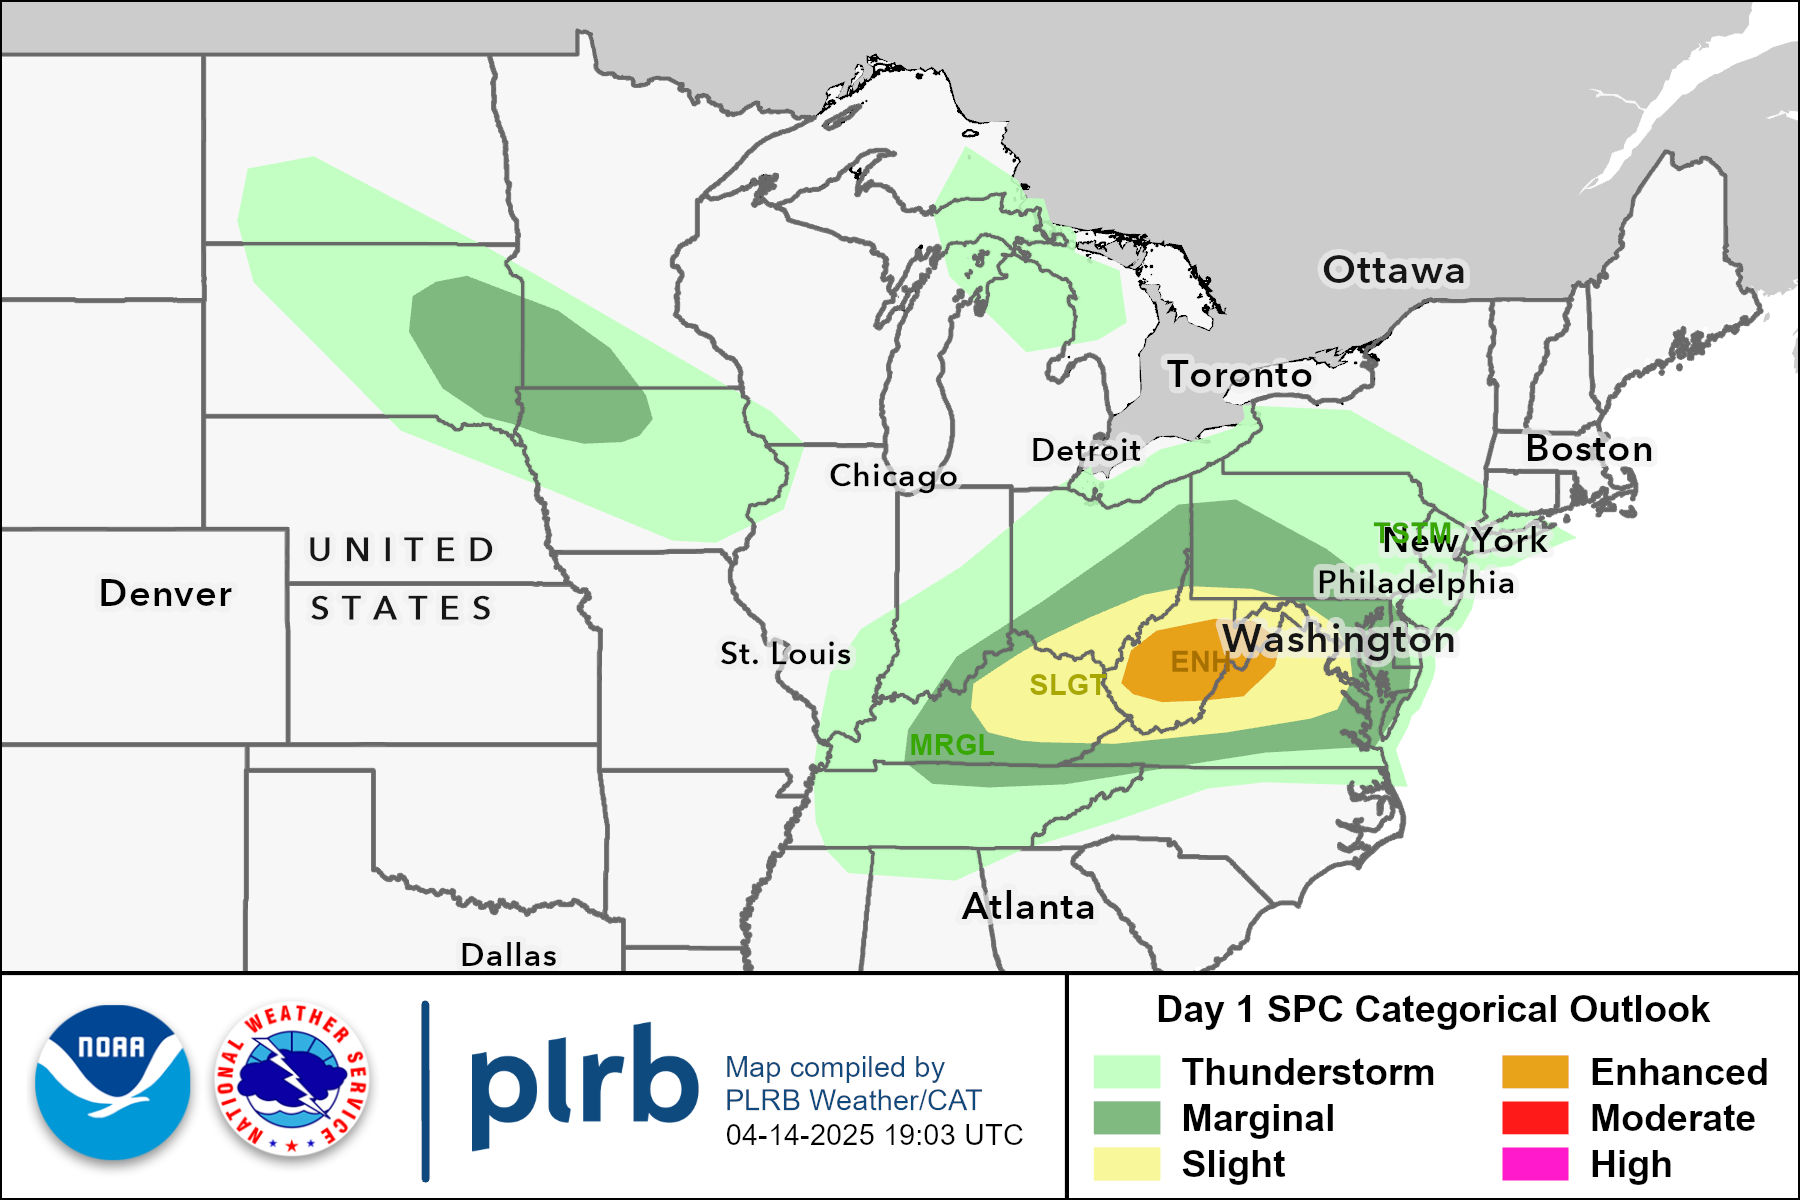 Ottawa
Toronto
Detroit
Boston
Chicago
TSTM
New York
UNITED
Philadelphia
Denver
STATES
Washington
St. Louis
ENH
SLGT
MRGL
Atlanta
Dallas
NOAA
NATIONAL WEATHER SERVICE
plrb
Map compiled by
PLRB Weather/CAT
04-14-2025 19:03 UTC
Day 1 SPC Categorical Outlook
Thunderstorm
Marginal
Slight
Enhanced
Moderate
High